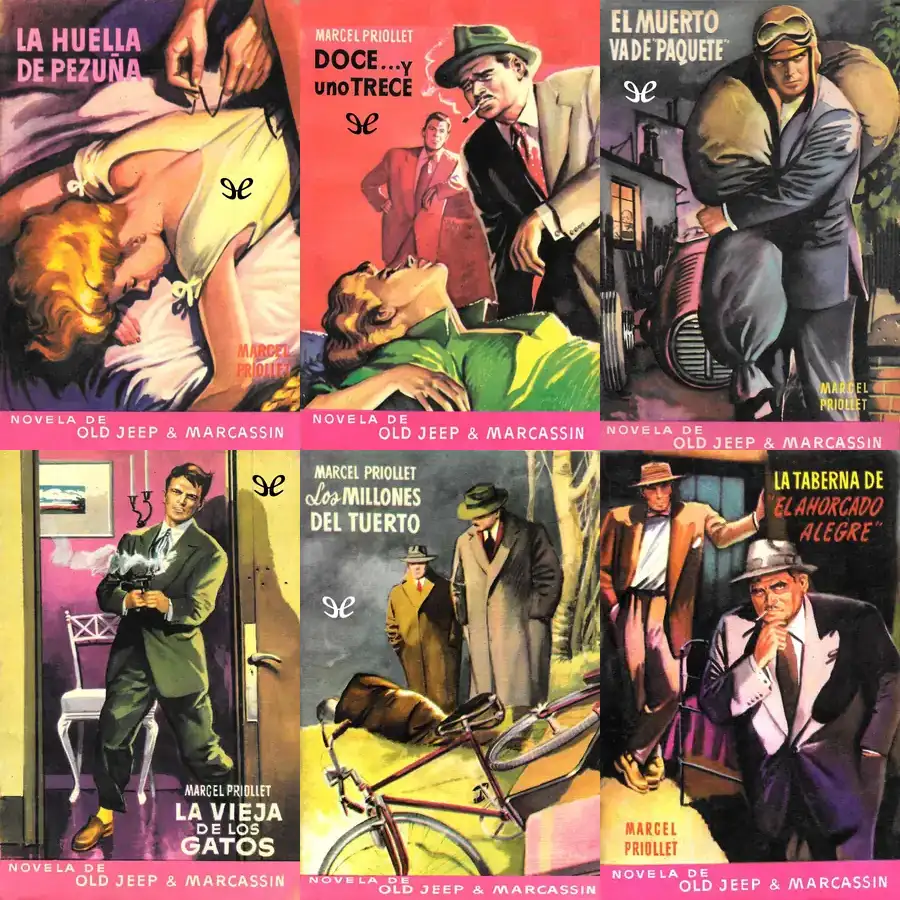 LA HUELLA
DE PEZUÑA
MARCEL
PRIOLLET
NOVELA DE
OLD JEEP & MARCASSIN
MARCEL PRIOLLET
DOCE...Y
UNO TRECE
NOVELA DE
OLD JEEP & MARCASSIN
EL MUERTO
VA DE "PAQUETE"
MARCEL
PRIOLLET
NOVELA DE
OLD JEEP & MARCASSIN
MARCEL PRIOLLET
LA VIEJA
DE LOS
GATOS
NOVELA DE
OLD JEEP & MARCASSIN
MARCEL PRIOLLET
Los MILLONES
DEL TUERTO
NOVELA DE
OLD JEEP & MARCASSIN
LA TABERNA DE
"EL AHORCADO
ALEGRE"
MARCEL
PRIOLLET
NOVELA DE
OLD JEEP & MARCASSIN